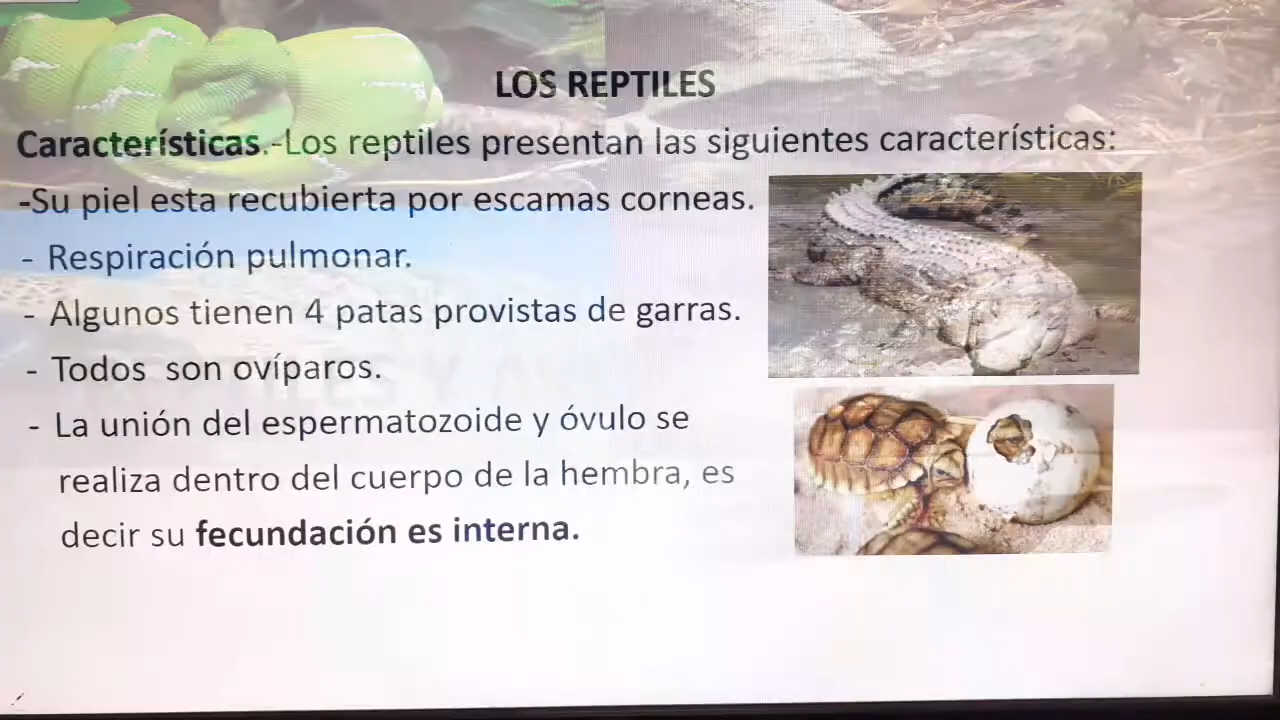 LOS REPTILES
Características.-Los reptiles presentan las siguientes características:
-Su piel esta recubierta por escamas corneas.
- Respiración pulmonar.
- Algunos tienen 4 patas provistas de garras.
- Todos son ovíparos.
- La unión del espermatozoide y óvulo se
realiza dentro del cuerpo de la hembra, es
decir su fecundación es interna.